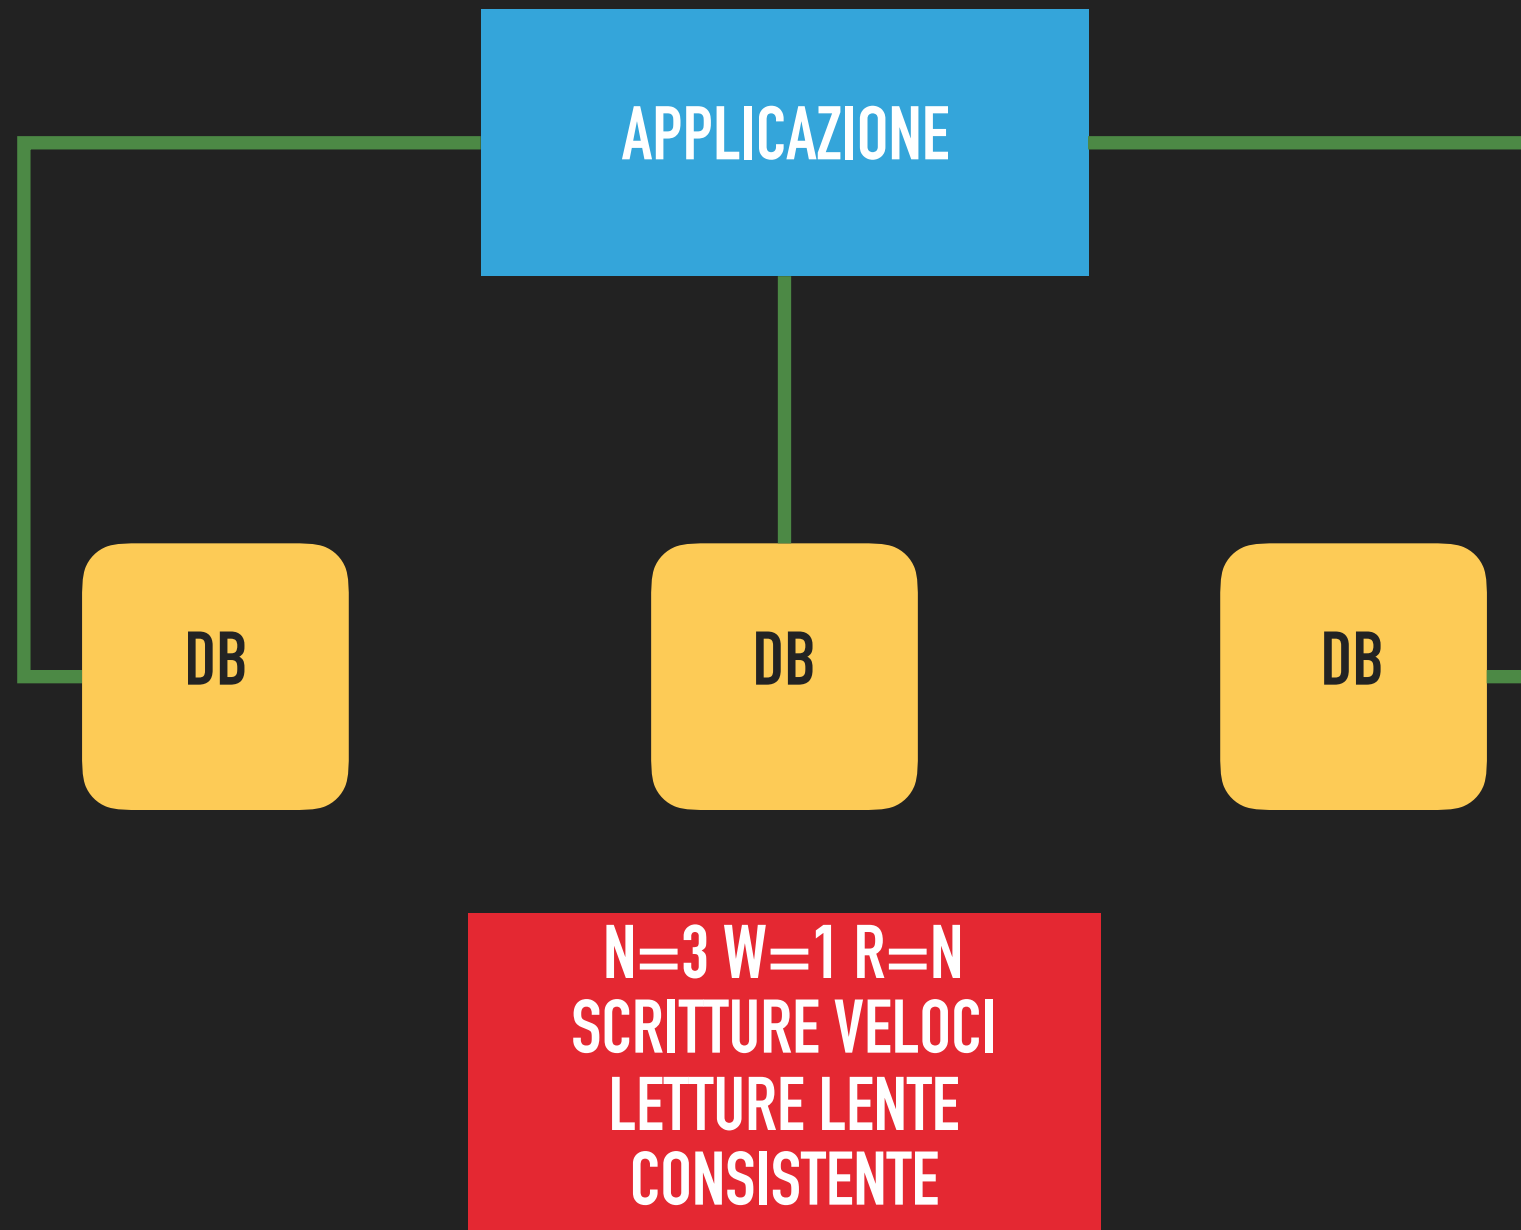 APPLICAZIONE
DB
DB
DB
N=3 W=1 R=N
SCRITTURE VELOCI
LETTURE LENTE
CONSISTENTE